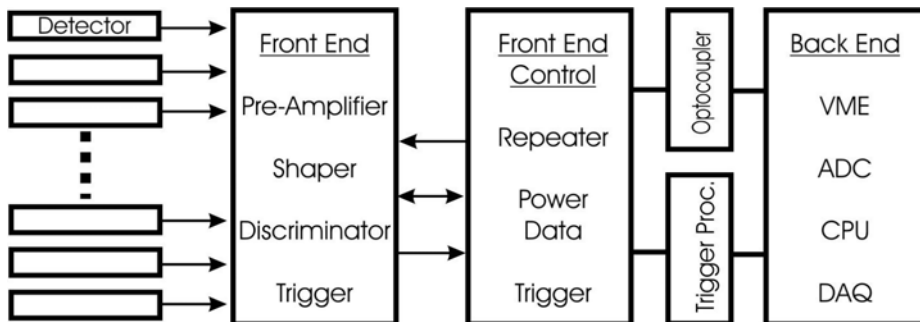 Detector
Front End
Pre-Amplifier
Shaper
Discriminator
Trigger
Front End
Control
Repeater
Power
Data
Trigger
Optocoupler
Trigger Proc.
Back End
VME
ADC
CPU
DAQ